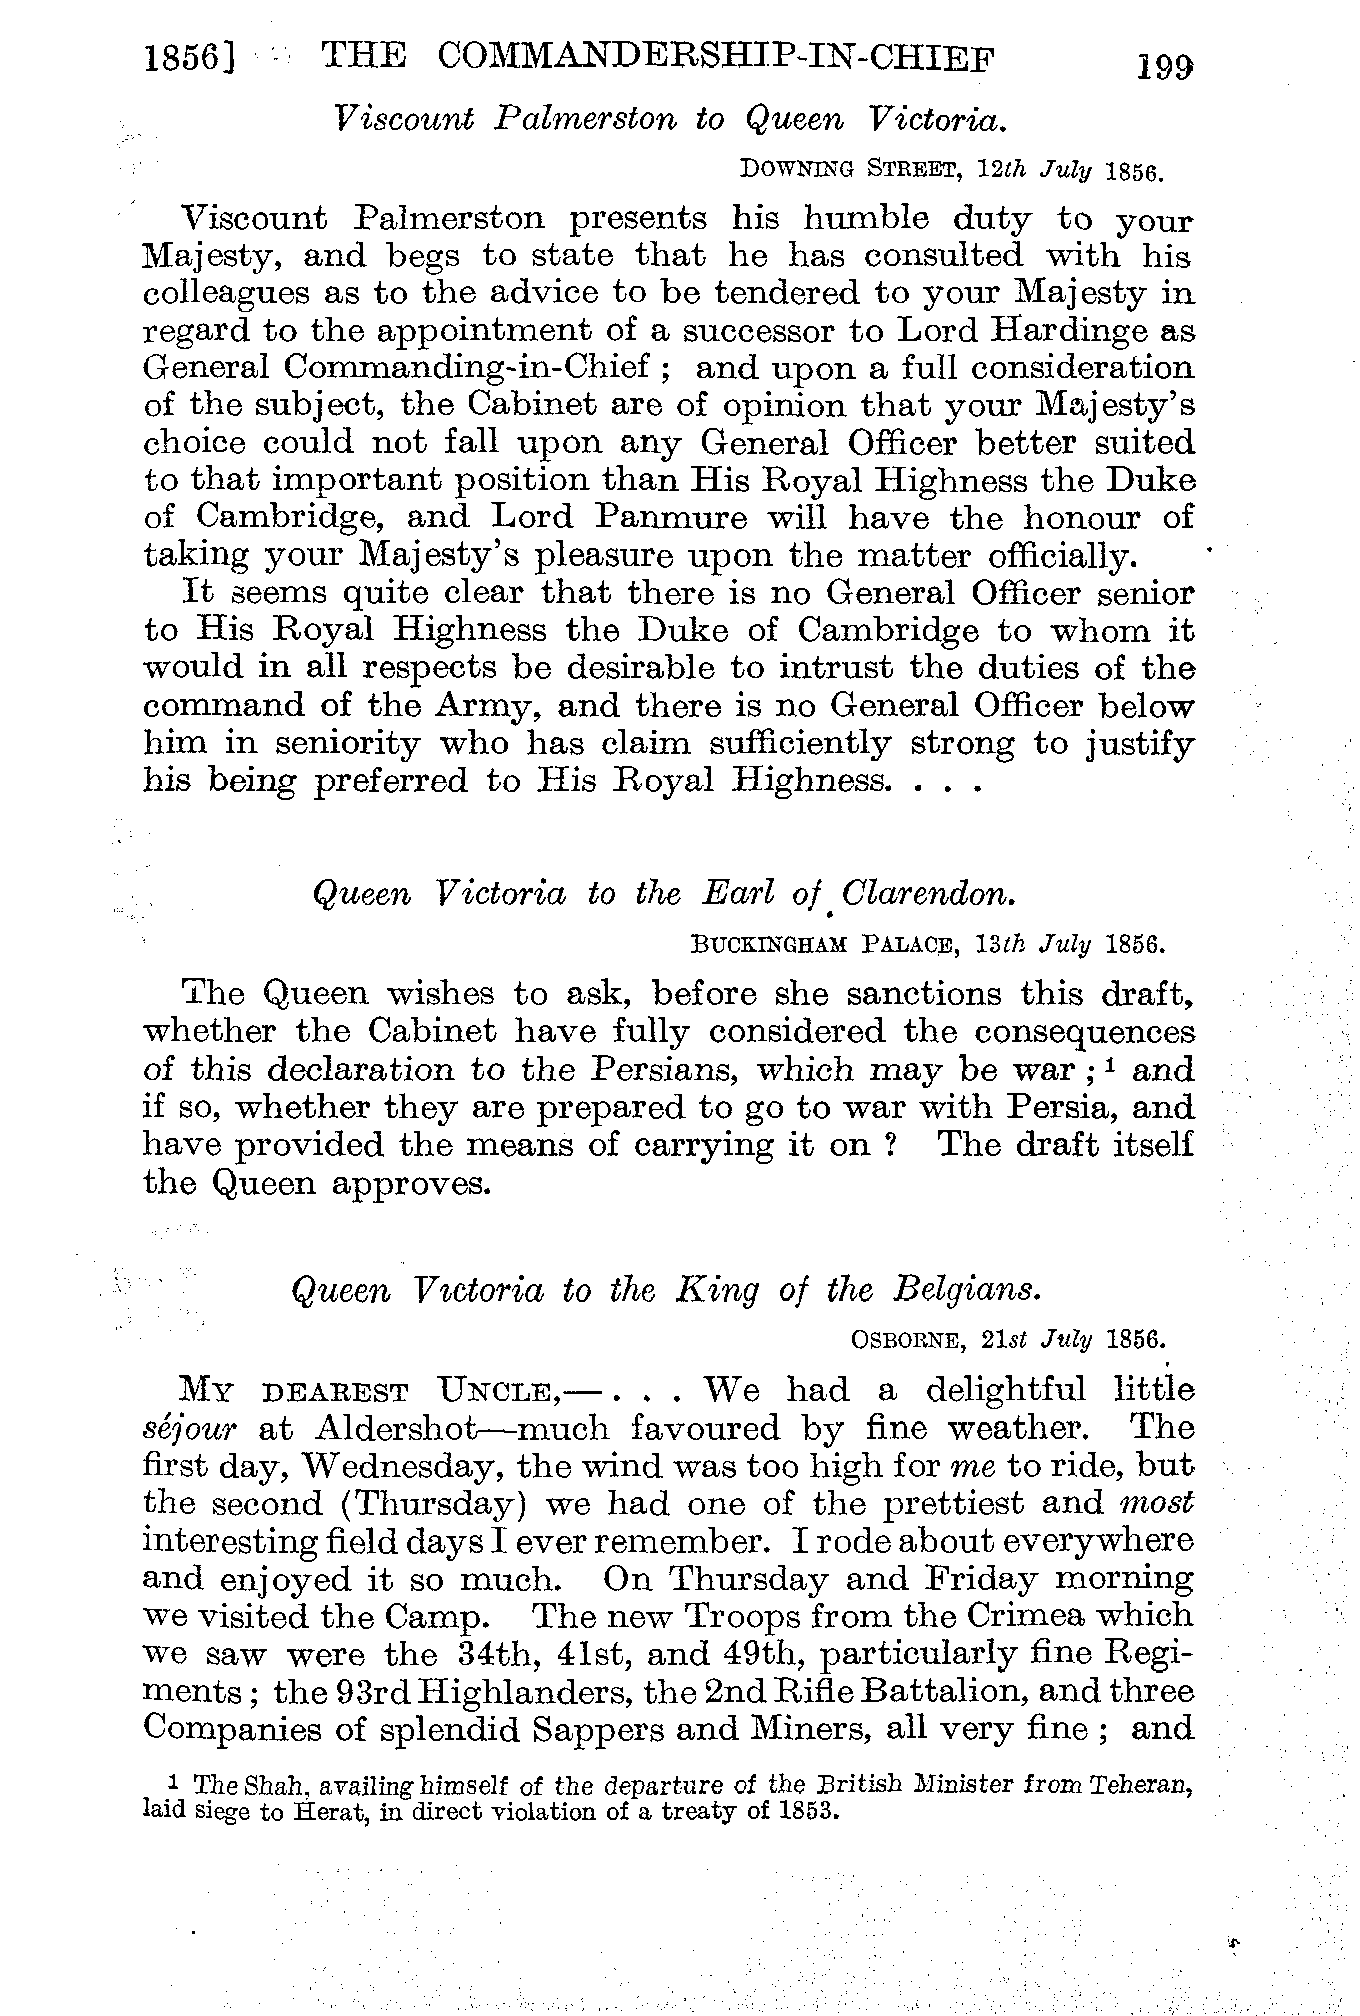 1856] THE COMMANDERSHIP-IN-CHIEF 199
Viscount Palmerston to Queen Victoria.
DOWNING STREET, 12th July 1856.
Viscount Palmerston presents his humble duty to your
Majesty, and begs to state that he has consulted with his
colleagues as to the advice to be tendered to your Majesty in
regard to the appointment of a successor to Lord Hardinge as
General Commanding-in-Chief ; and upon a full consideration
of the subject, the Cabinet are of opinion that your Majesty's
choice could not fall upon any General Officer better suited
to that important position than His Royal Highness the Duke
of Cambridge, and Lord Panmure will have the honour of
taking your Majesty's pleasure upon the matter officially.
It seems quite clear that there is no General Officer senior
to His Royal Highness the Duke of Cambridge to whom it
would in all respects be desirable to intrust the duties of the
command of the Army, and there is no General Officer below
him in seniority who has claim sufficiently strong to justify
his being preferred to His Royal Highness. . . .
Queen Victoria to the Earl of Clarendon.
BUCKINGHAM PALACE, 13th July 1856.
The Queen wishes to ask, before she sanctions this draft,
whether the Cabinet have fully considered the consequences
of this declaration to the Persians, which may be war ;¹ and
if so, whether they are prepared to go to war with Persia, and
have provided the means of carrying it on ? The draft itself
the Queen approves.
Queen Victoria to the King of the Belgians.
OSBORNE, 21st July 1856.
MY DEAREST UNCLE,—. . . We had a delightful little
séjour at Aldershot—much favoured by fine weather. The
first day, Wednesday, the wind was too high for me to ride, but
the second (Thursday) we had one of the prettiest and most
interesting field days I ever remember. I rode about everywhere
and enjoyed it so much. On Thursday and Friday morning
we visited the Camp. The new Troops from the Crimea which
we saw were the 34th, 41st, and 49th, particularly fine Regi-
ments ; the 93rd Highlanders, the 2nd Rifle Battalion, and three
Companies of splendid Sappers and Miners, all very fine ; and
1 The Shah, availing himself of the departure of the British Minister from Teheran,
laid siege to Herat, in direct violation of a treaty of 1853.